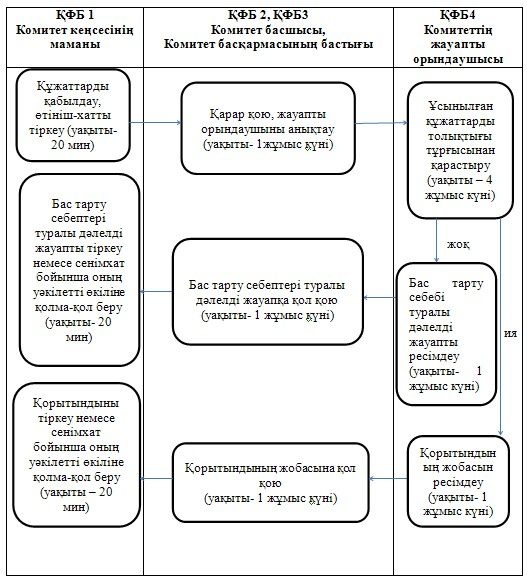 ҚФБ 1
Комитет кеңсесінің
маманы
ҚФБ 2, ҚФБ3
Комитет басшысы,
Комитет басқармасының бастығы
ҚФБ4
Комитеттің
жауапты
орындаушысы
Құжаттарды
қабылдау,
өтініш-хатты
тіркеу (уақыты-
20 мин)
Қарар қою, жауапты
орындаушыны анықтау
(уақыты- 1жұмыс күні)
Ұсынылған
құжаттарды
толықтығы
тұрғысынан
қарастыру
(уақыты – 4
жұмыс күні)
жоқ
ия
Бас тарту
себептері
туралы дәлелді
жауапты тіркеу
немесе сенімхат
бойынша оның
уәкілетті өкіліне
қолма-қол беру
(уақыты- 20
мин)
Бас тарту себептері туралы
дәлелді жауапқа қол қою
(уақыты- 1 жұмыс күні)
Бас тарту
себебі
туралы
дәлелді
жауапты
ресімдеу
(уақыты- 1
жұмыс күні)
Қорытындыны
тіркеу немесе
сенімхат
бойынша оның
уәкілетті өкіліне
қолма-қол беру
(уақыты – 20
мин)
Қорытындының жобасына қол
қою
(уақыты- 1 жұмыс күні)
Қорытындын
ың жобасын
ресімдеу
(уақыты- 1
жұмыс күні)